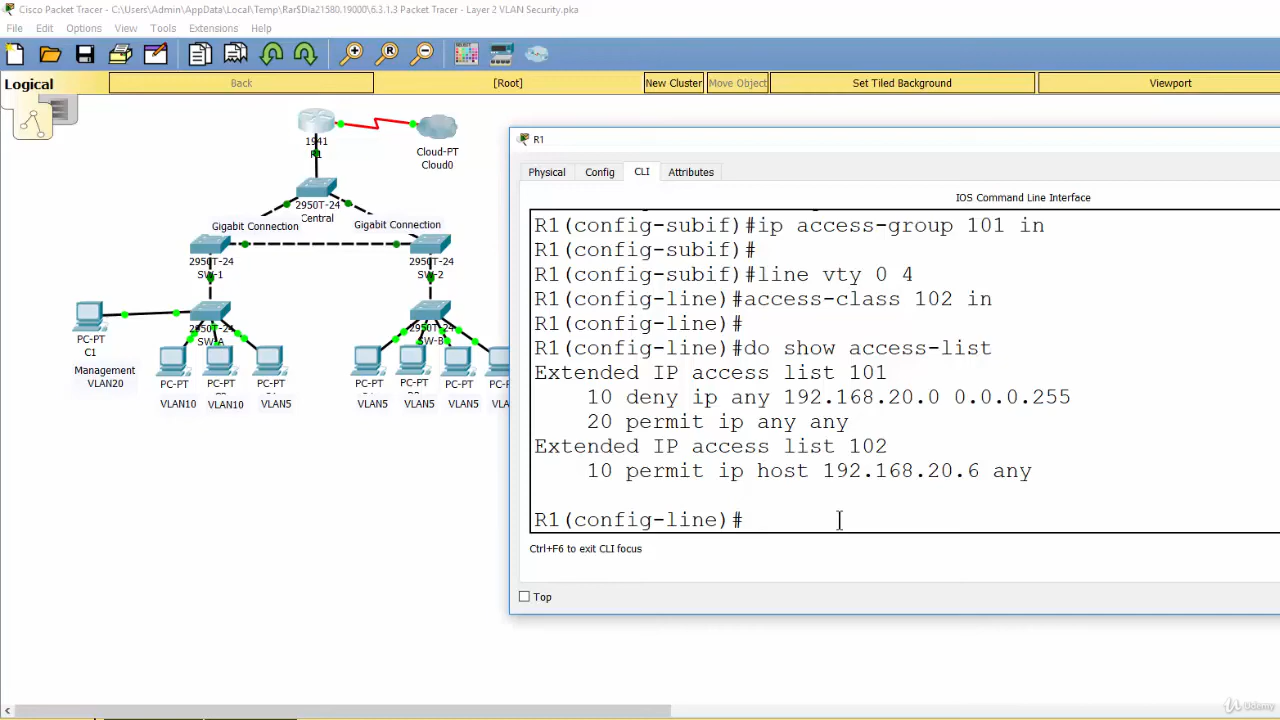 Cisco Packet Tracer - C:\Users\Admin\AppData\Local\Temp\Rar$DIa21580.19000\6.3.1.3 Packet Tracer - Layer 2 VLAN Security.pka
File Edit Options View Tools Extensions Help
Logical Back [Root] New Cluster Move Object Set Tiled Background Viewport
1941
R1
Cloud-PT
Cloud0
2950T-24
Central
Gigabit Connection
Gigabit Connection
2950T-24
SW-1
2950T-24
SW-2
2950T-24
SW-A
2950T-24
SW-B
PC-PT
C1
Management
VLAN20
PC-PT
VLAN10
PC-PT
VLAN10
PC-PT
VLAN5
PC-PT
VLAN5
PC-PT
VLAN5
PC-PT
VLAN5
R1
Physical Config CLI Attributes
IOS Command Line Interface
R1(config-subif)#ip access-group 101 in
R1(config-subif)#
R1(config-subif)#line vty 0 4
R1(config-line)#access-class 102 in
R1(config-line)#
R1(config-line)#do show access-list
Extended IP access list 101
10 deny ip any 192.168.20.0 0.0.0.255
20 permit ip any any
Extended IP access list 102
10 permit ip host 192.168.20.6 any
R1(config-line)#
Ctrl+F6 to exit CLI focus
Top
Udemy